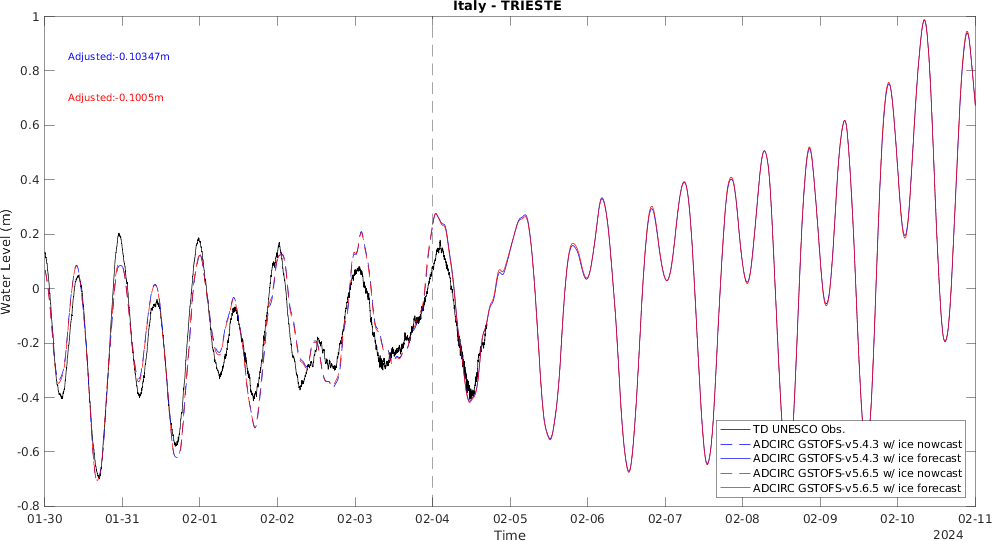 Italy - TRIESTE
Adjusted:-0.10347m
Adjusted:-0.1005m
Water Level (m)
1
0.8
0.6
0.4
0.2
0
-0.2
-0.4
-0.6
-0.8
TD UNESCO Obs.
ADCIRC GSTOFS-v5.4.3 w/ ice nowcast
ADCIRC GSTOFS-v5.4.3 w/ ice forecast
ADCIRC GSTOFS-v5.6.5 w/ ice nowcast
ADCIRC GSTOFS-v5.6.5 w/ ice forecast
01-30 01-31 02-01 02-02 02-03 02-04 02-05 02-06 02-07 02-08 02-09 02-10 02-11
Time
2024